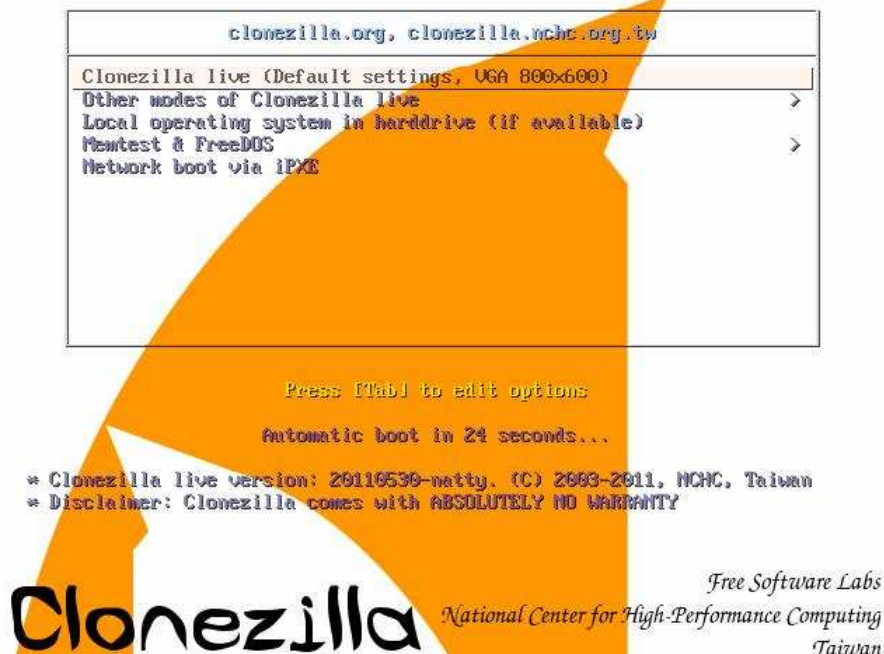 clonezilla.org, clonezilla.nchc.org.tw
Clonezilla live (Default settings, VGA 800x600)
Other modes of Clonezilla live >
Local operating system in harddrive (if available)
Memtest & FreeDOS >
Network boot via iPXE
Press [Tab] to edit options
Automatic boot in 24 seconds...
* Clonezilla live version: 20110530-natty. (C) 2003-2011, NCHC, Taiwan
* Disclaimer: Clonezilla comes with ABSOLUTELY NO WARRANTY
Free Software Labs
Clonezilla National Center for High-Performance Computing
Taiwan